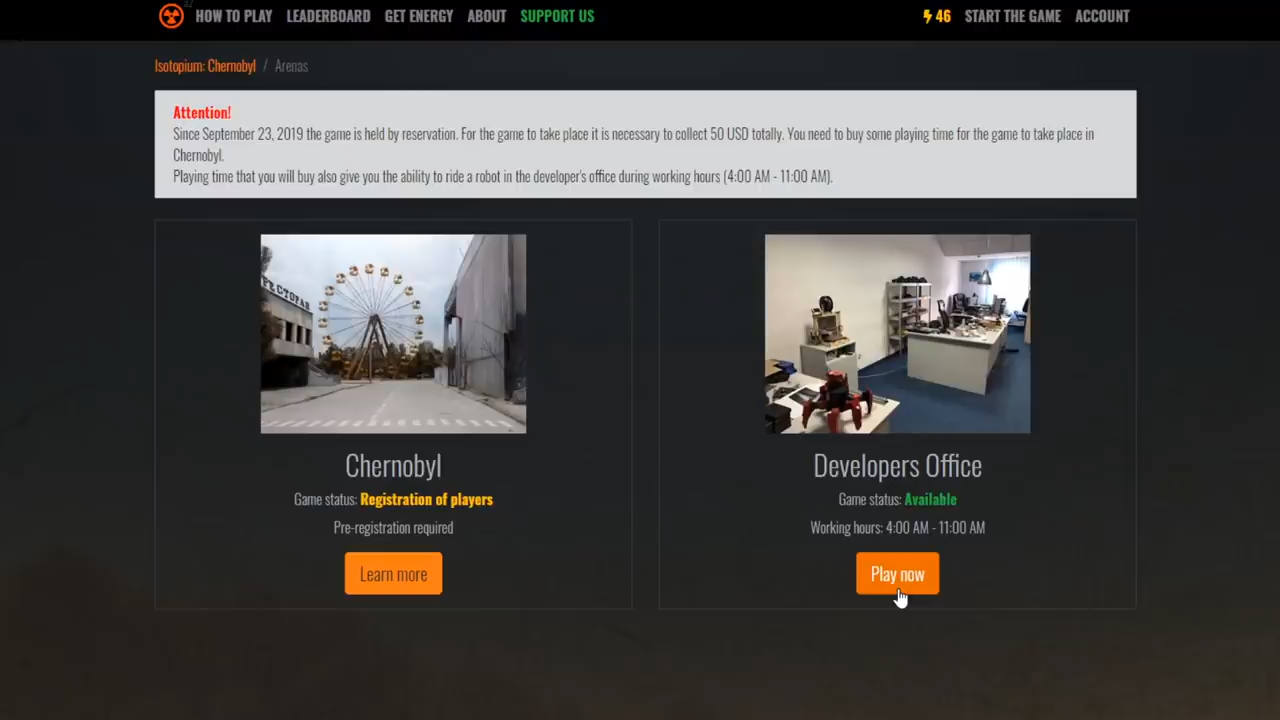 HOW TO PLAY LEADERBOARD GET ENERGY ABOUT SUPPORT US 46 START THE GAME ACCOUNT
Isotopium: Chernobyl / Arenas
Attention!
Since September 23, 2019 the game is held by reservation. For the game to take place it is necessary to collect 50 USD totally. You need to buy some playing time for the game to take place in
Chernobyl.
Playing time that you will buy also give you the ability to ride a robot in the developer's office during working hours (4:00 AM - 11:00 AM).
РЕСТОРАН
Chernobyl
Game status: Registration of players
Pre-registration required
Learn more
Developers Office
Game status: Available
Working hours: 4:00 AM - 11:00 AM
Play now